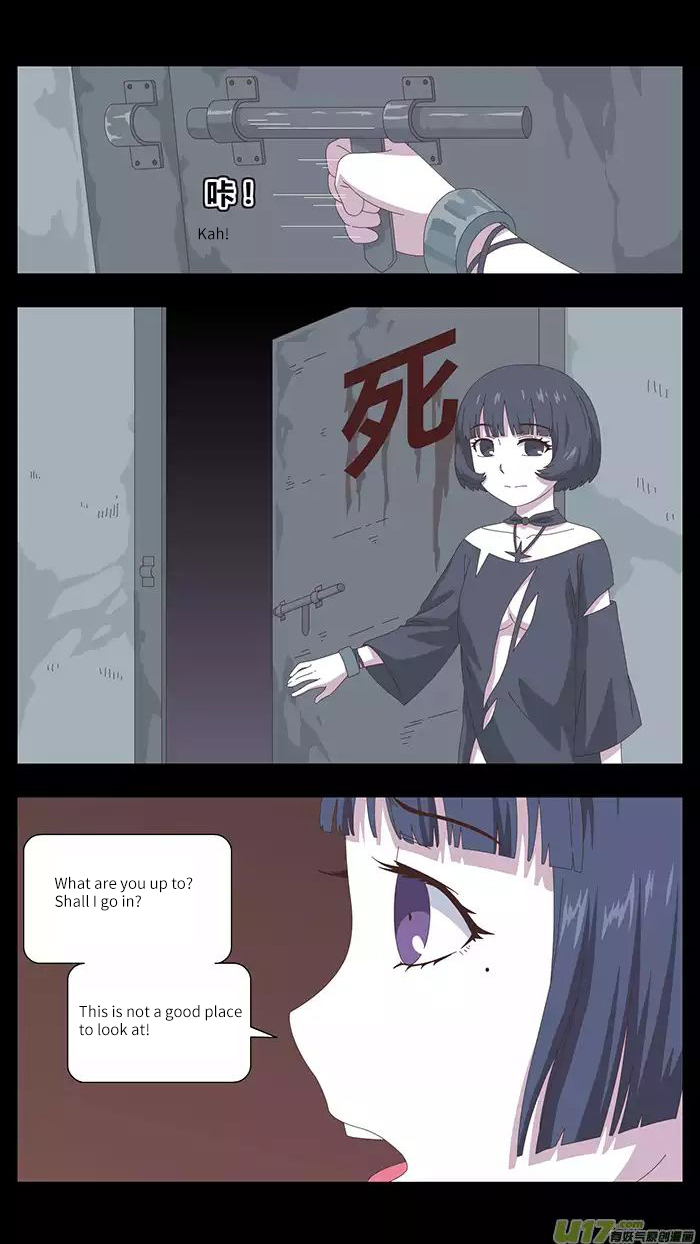 咔！
Kah!
死
What are you up to?
Shall I go in?
This is not a good place
to look at!
U17.com
有妖气原创漫画